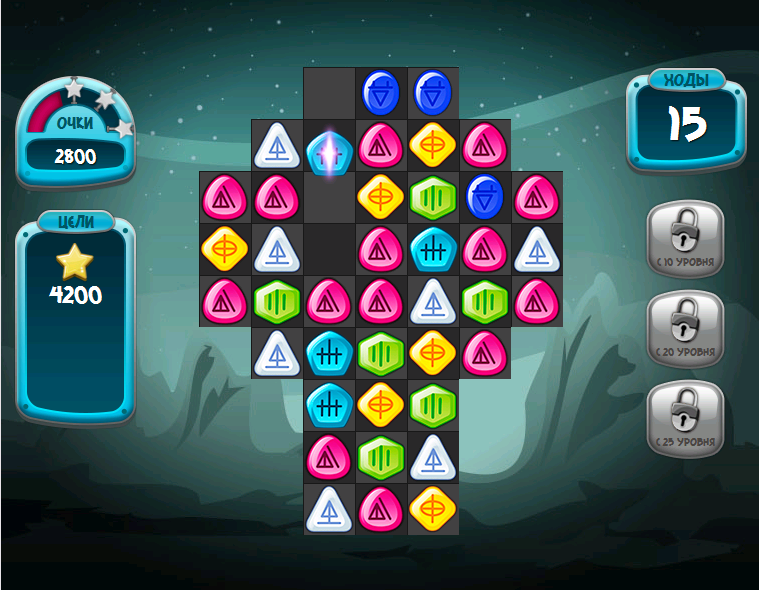 ОЧКИ
2800
ЦЕЛИ
4200
ХОДЫ
15
С 10 УРОВНЯ
С 20 УРОВНЯ
С 25 УРОВНЯ